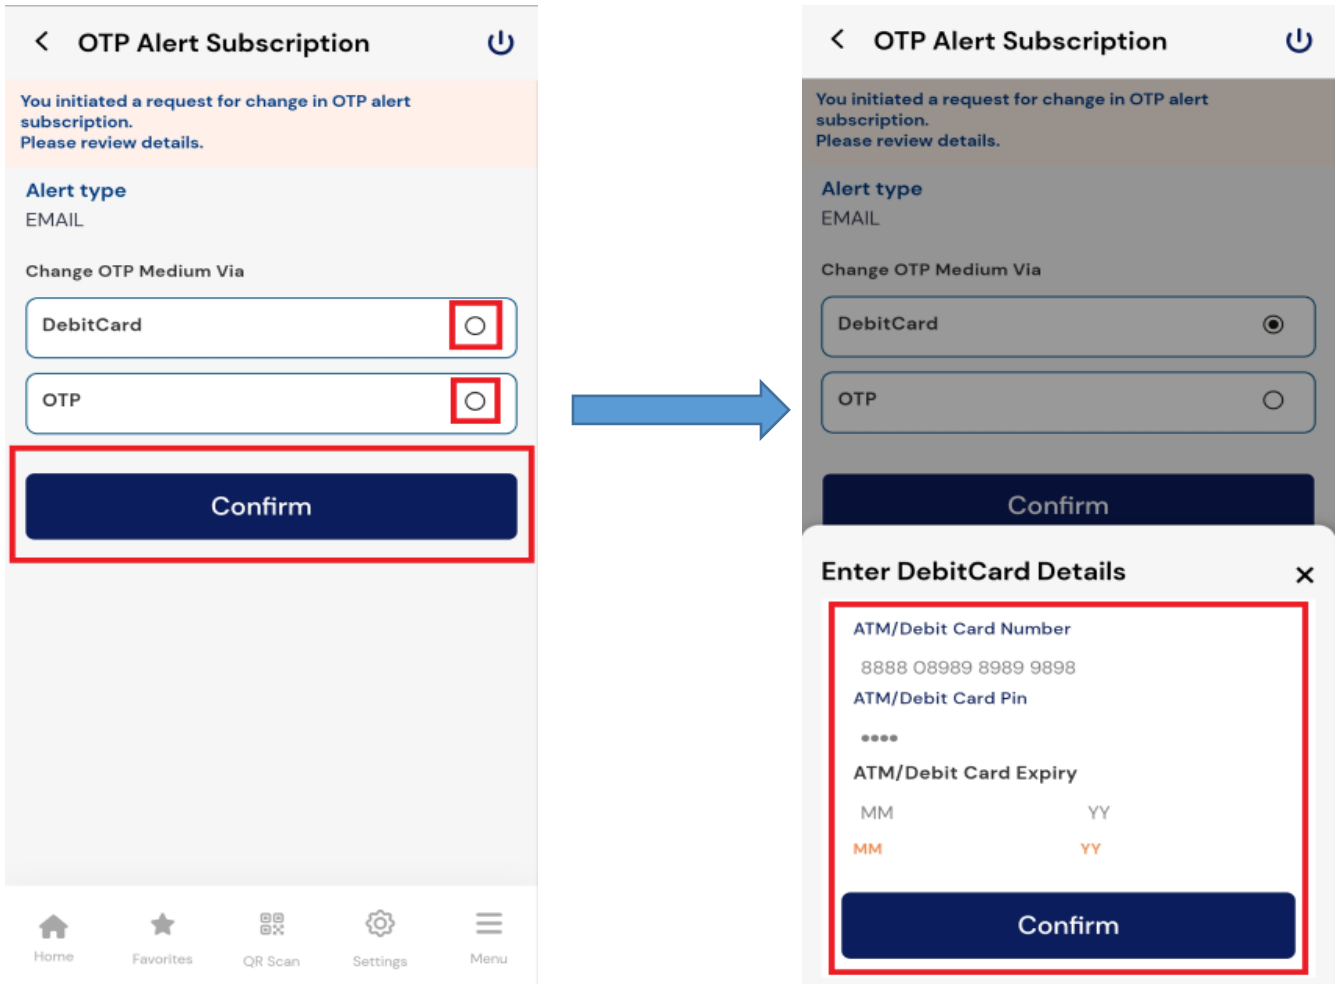 OTP Alert Subscription
You initiated a request for change in OTP alert
subscription.
Please review details.
Alert type
EMAIL
Change OTP Medium Via
DebitCard
OTP
Confirm
Home
Favorites
QR Scan
Settings
Menu
OTP Alert Subscription
You initiated a request for change in OTP alert
subscription.
Please review details.
Alert type
EMAIL
Change OTP Medium Via
DebitCard
OTP
Confirm
Enter DebitCard Details
ATM/Debit Card Number
8888 08989 8989 9898
ATM/Debit Card Pin
••••
ATM/Debit Card Expiry
MM YY
MM YY
Confirm